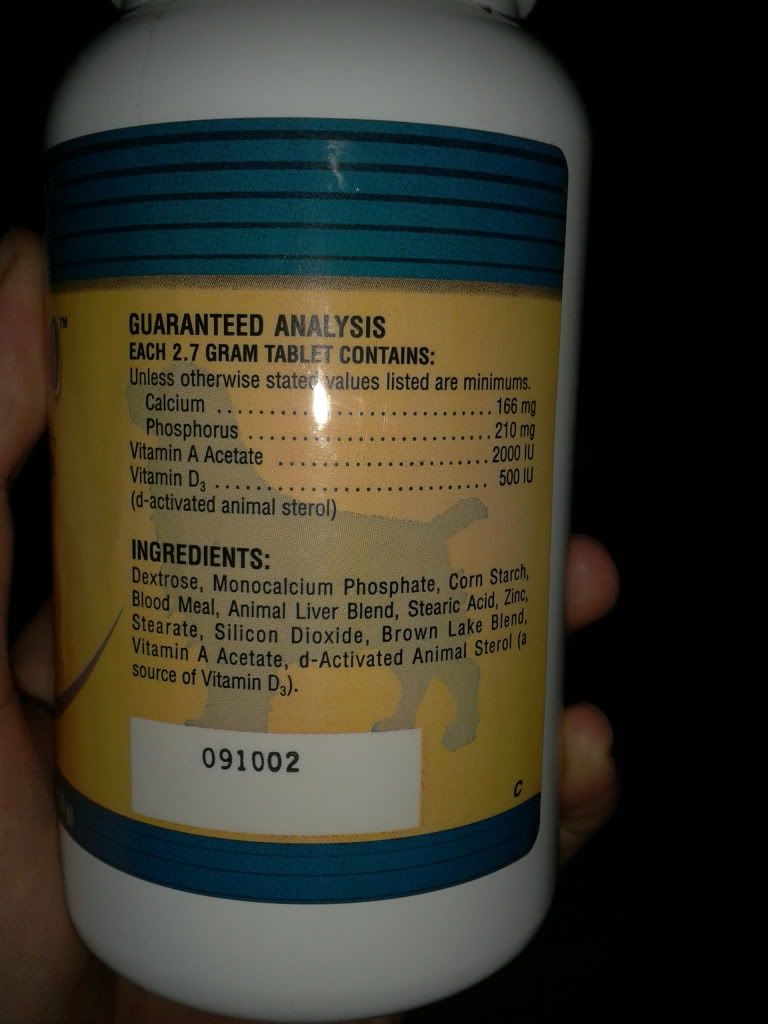 ™
GUARANTEED ANALYSIS
EACH 2.7 GRAM TABLET CONTAINS:
Unless otherwise stated values listed are minimums.
Calcium ............................ 166 mg
Phosphorus ......................... 210 mg
Vitamin A Acetate ...................... 2000 IU
Vitamin D₃ ............................ 500 IU
(d-activated animal sterol)
INGREDIENTS:
Dextrose, Monocalcium Phosphate, Corn Starch,
Blood Meal, Animal Liver Blend, Stearic Acid, Zinc,
Stearate, Silicon Dioxide, Brown Lake Blend,
Vitamin A Acetate, d-Activated Animal Sterol (a
source of Vitamin D₃).
091002
C